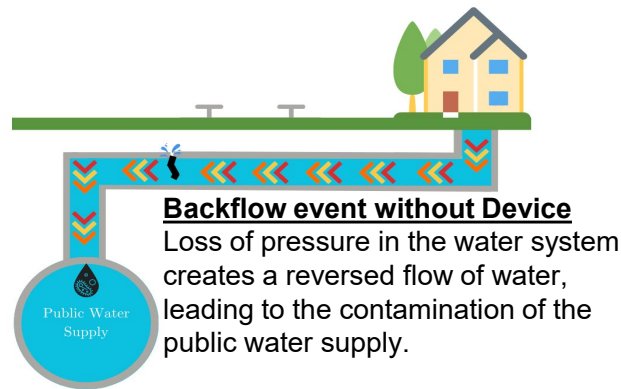 Backflow event without Device
Loss of pressure in the water system
creates a reversed flow of water,
leading to the contamination of the
public water supply.
Public Water
Supply